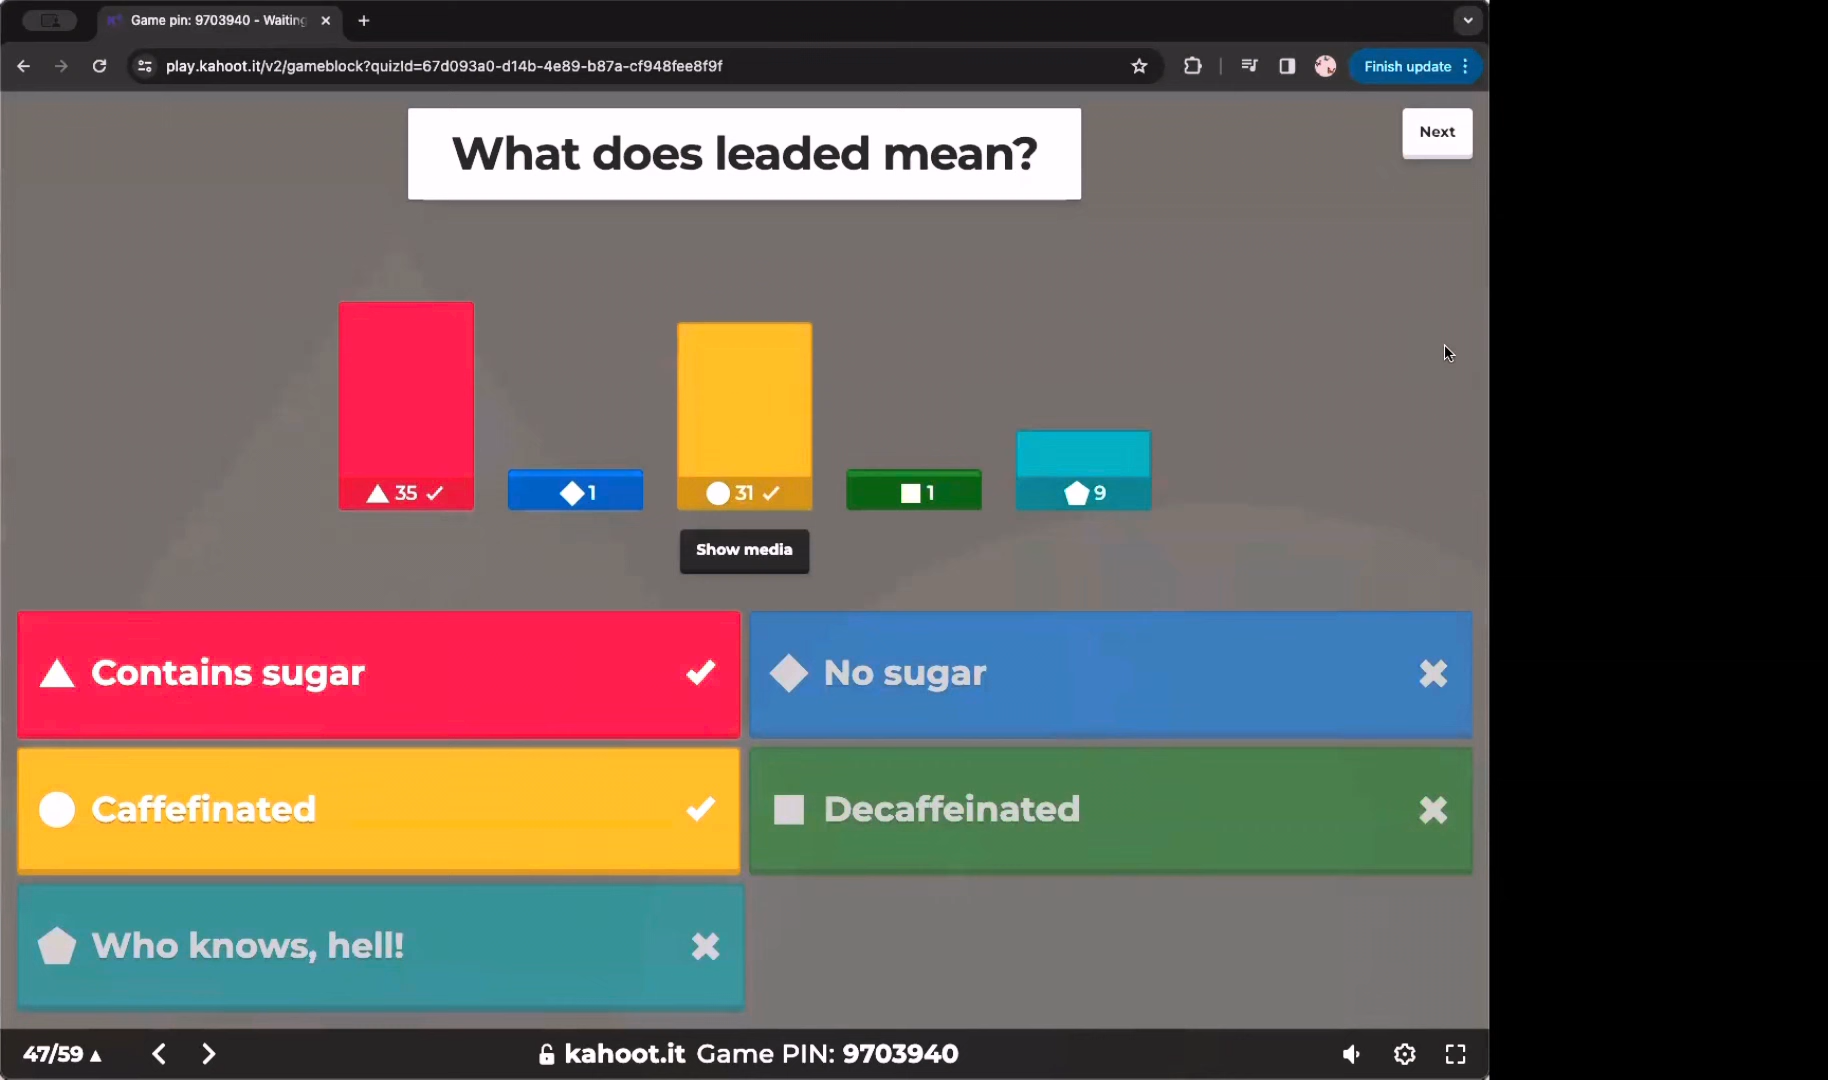 Game pin: 9703940 - Waiting
play.kahoot.it/v2/gameblock?quizId=67d093a0-d14b-4e89-b87a-cf948fee8f9f
Finish update
What does leaded mean?
Next
35
1
31
1
9
Show media
Contains sugar
No sugar
Caffefinated
Decaffeinated
Who knows, hell!
47/59
kahoot.it Game PIN: 9703940